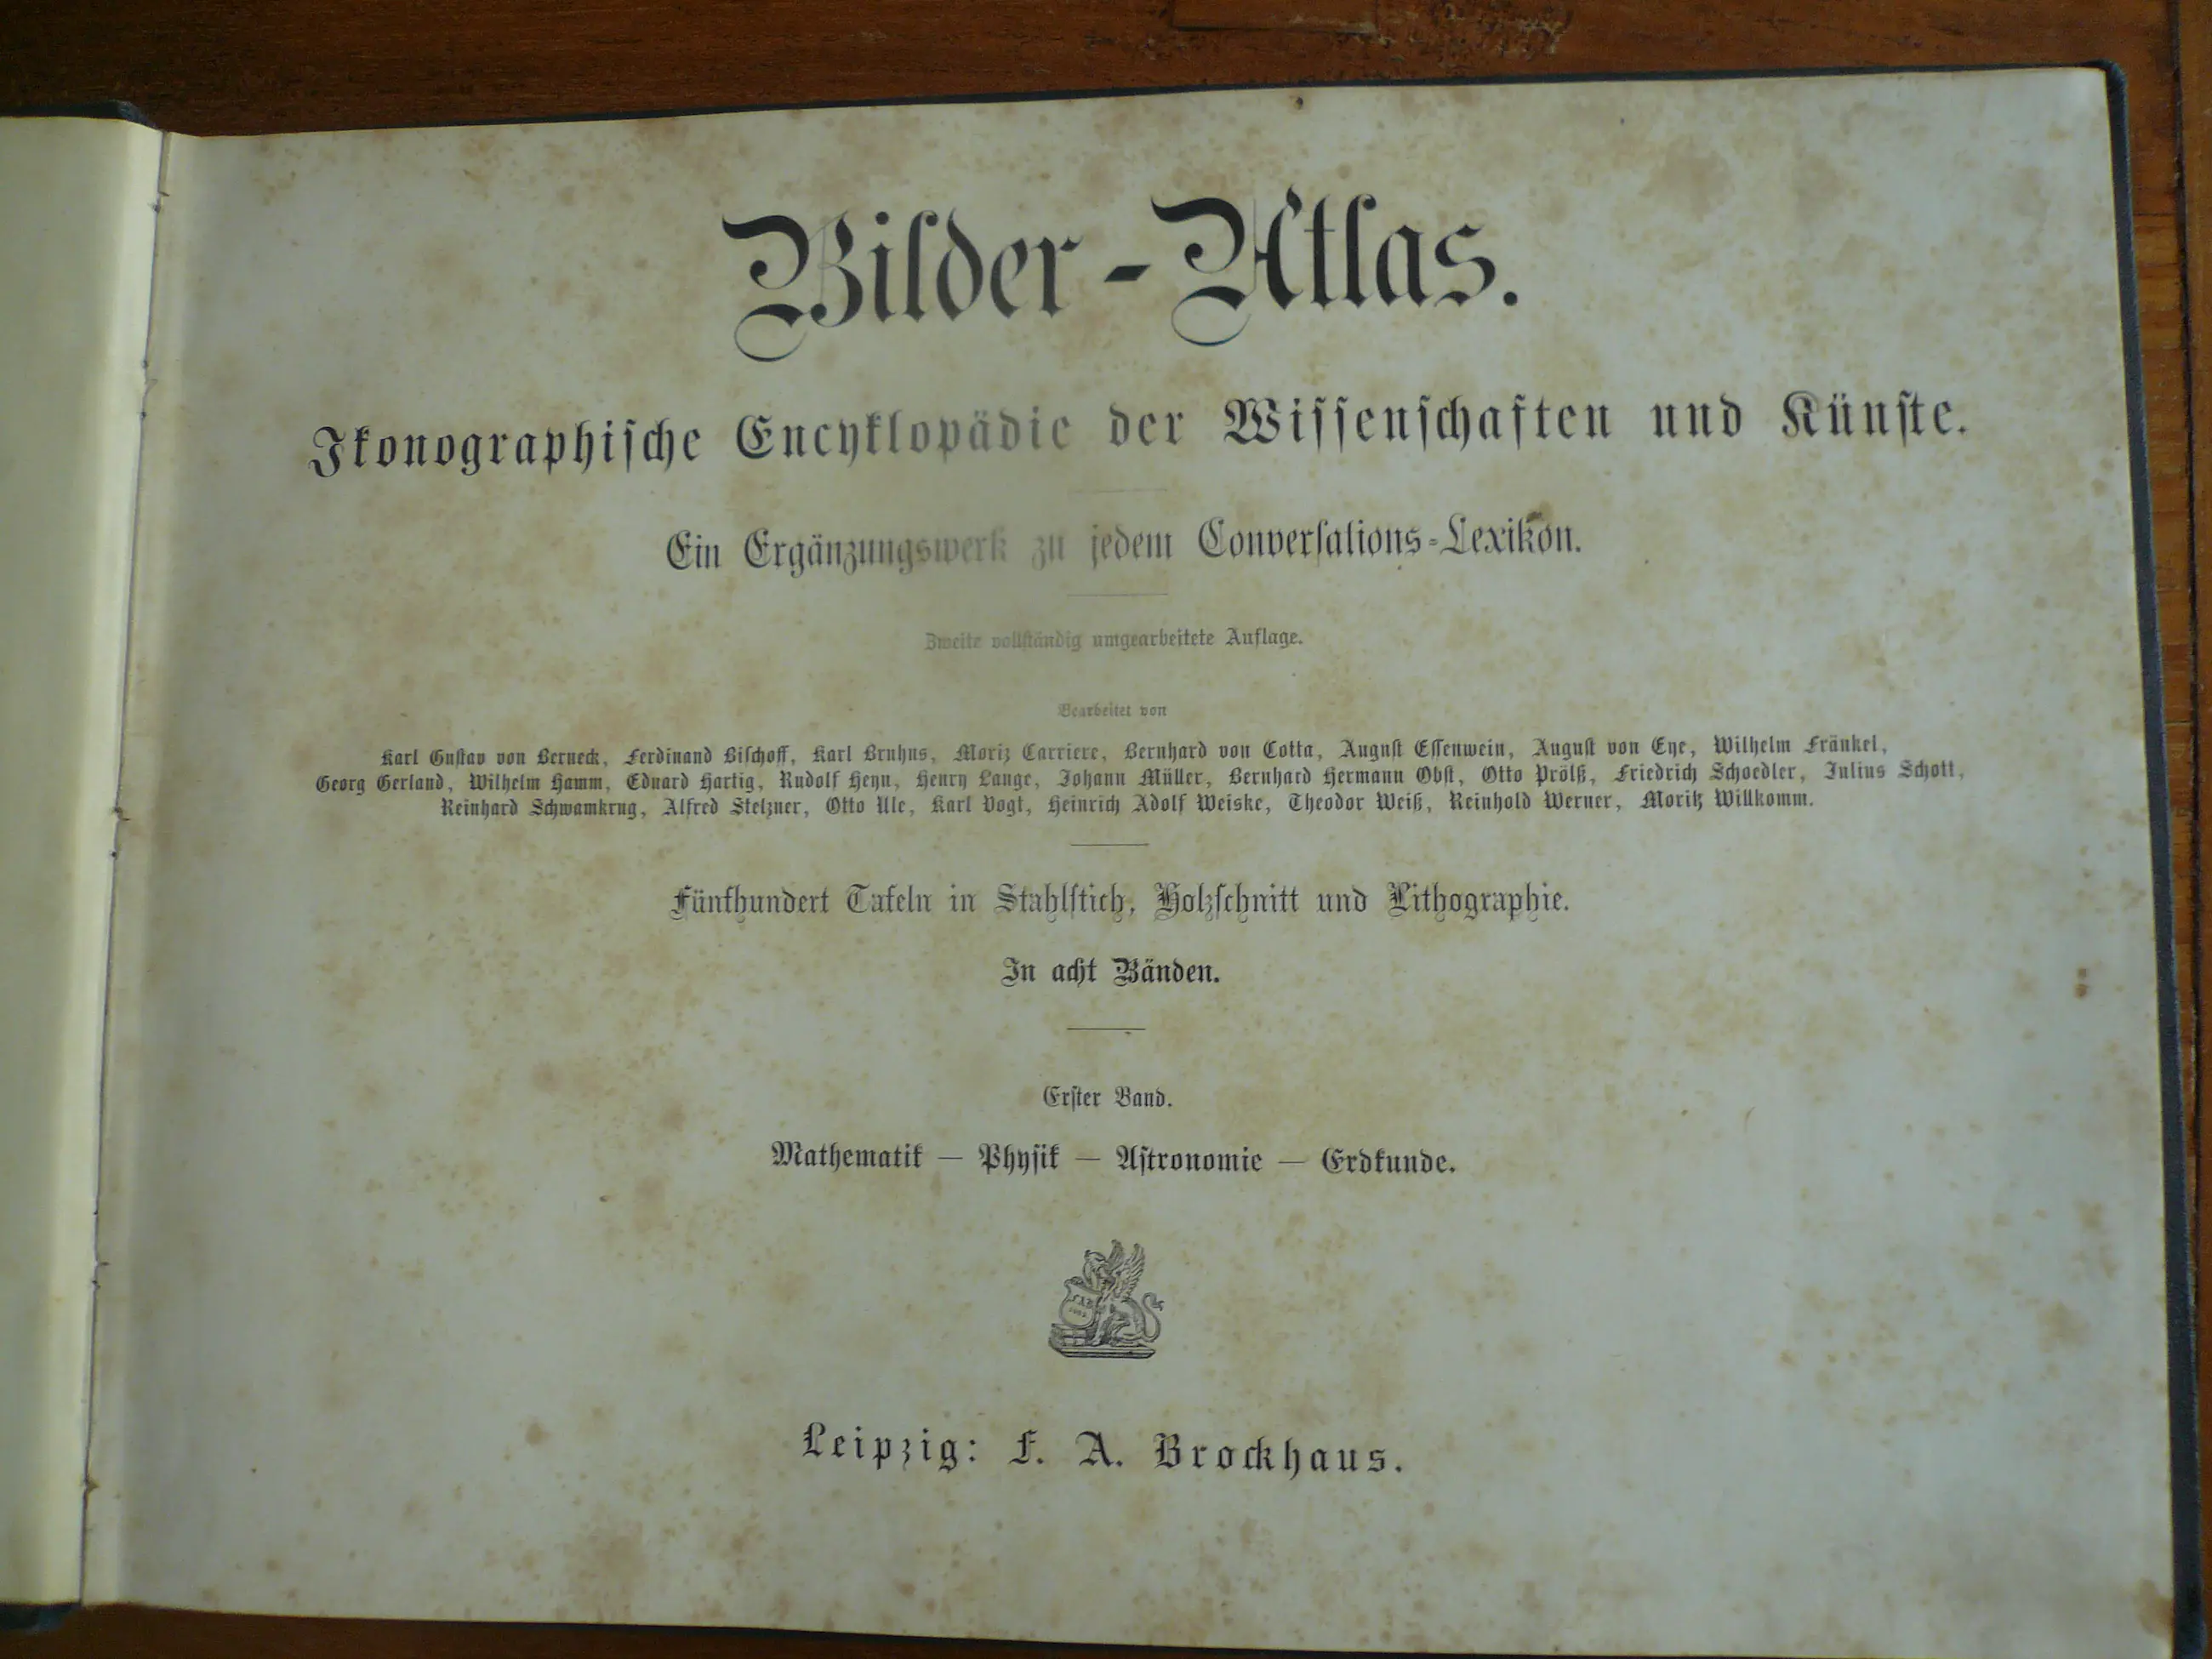 Bilder-Atlas.
Ikonographische Encyklopädie der Wissenschaften und Künste.
Ein Ergänzungswerk zu jedem Conversations-Lexikon.
Zweite vollständig umgearbeitete Auflage.
Bearbeitet von
Karl Gustav von Berneck, Ferdinand Bischoff, Karl Bruhns, Moriz Carriere, Bernhard von Cotta, August Essenwein, August von Eye, Wilhelm Fränkel,
Georg Gerland, Wilhelm Hamm, Eduard Hartig, Rudolf Heyn, Henry Lange, Johann Müller, Bernhard Hermann Obst, Otto Prölß, Friedrich Schoedler, Julius Schott,
Reinhard Schwamkrug, Alfred Stelzner, Otto Ule, Karl Vogt, Heinrich Adolf Weiske, Theodor Weiß, Reinhold Werner, Moritz Willkomm.
Fünfhundert Tafeln in Stahlstich, Holzschnitt und Lithographie.
In acht Bänden.
Erster Band.
Mathematik — Physik — Astronomie — Erdkunde.
Leipzig: F. A. Brockhaus.